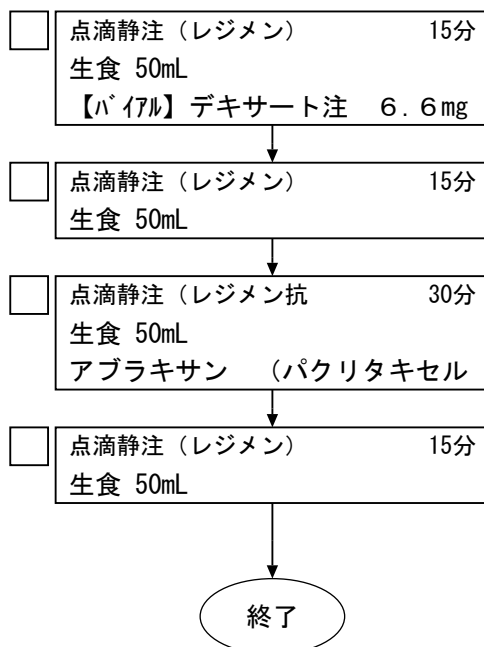 点滴静注（レジメン） 15分
生食 50mL
【ﾊﾞｲｱﾙ】デキサート注 ６．６mg
点滴静注（レジメン） 15分
生食 50mL
点滴静注（レジメン抗 30分
生食 50mL
アブラキサン （パクリタキセル
点滴静注（レジメン） 15分
生食 50mL
終了